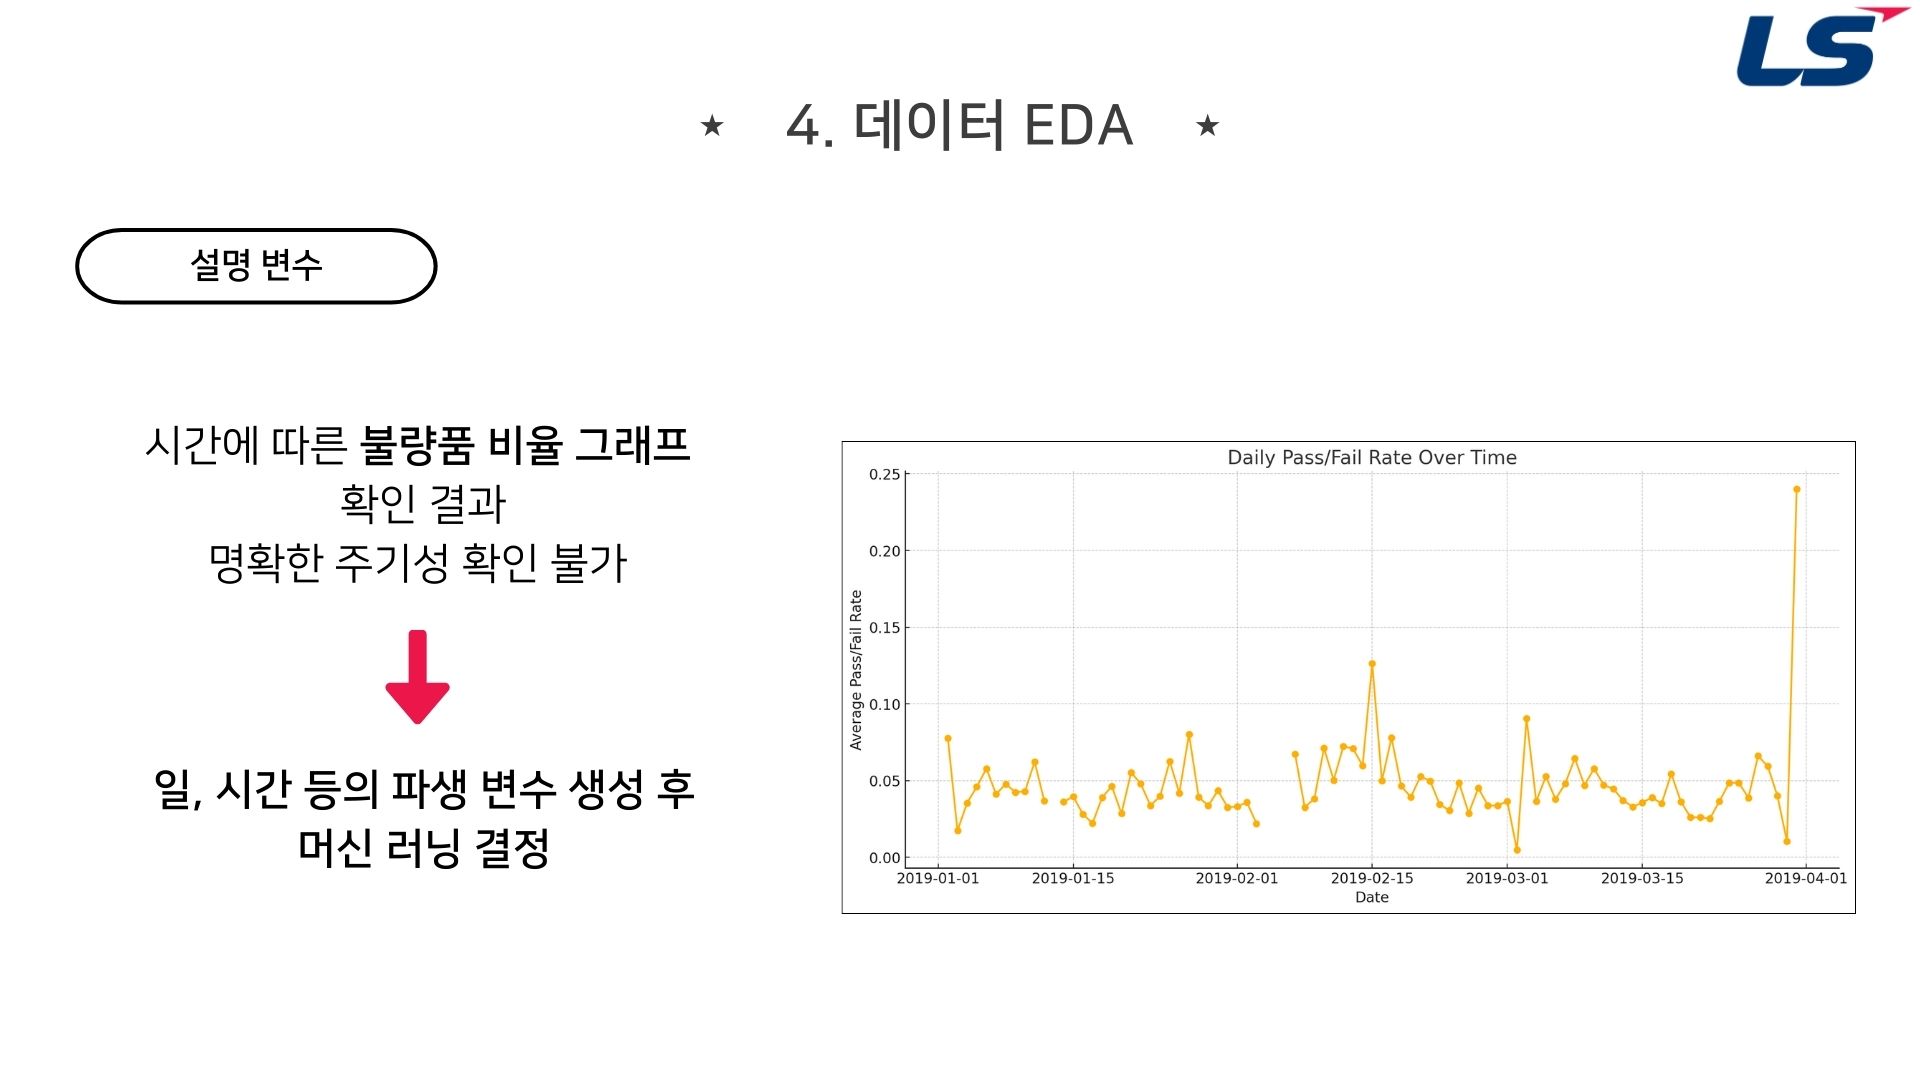 LS
4. 데이터 EDA
설명 변수
시간에 따른 불량품 비율 그래프
확인 결과
명확한 주기성 확인 불가
일, 시간 등의 파생 변수 생성 후
머신 러닝 결정
Daily Pass/Fail Rate Over Time
0.25
0.20
0.15
0.10
0.05
0.00
Average Pass/Fail Rate
2019-01-01 2019-01-15 2019-02-01 2019-02-15 2019-03-01 2019-03-15 2019-04-01
Date